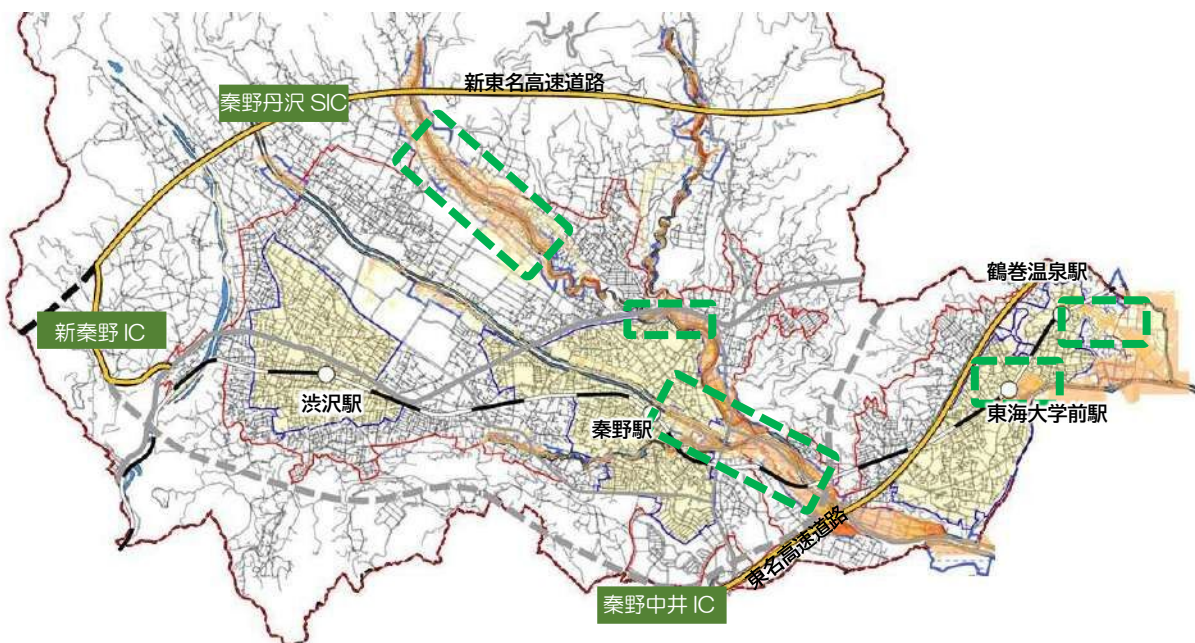 新東名高速道路
秦野丹沢 SIC
鶴巻温泉駅
新秦野 IC
渋沢駅
東海大学前駅
秦野駅
東名高速道路
秦野中井 IC